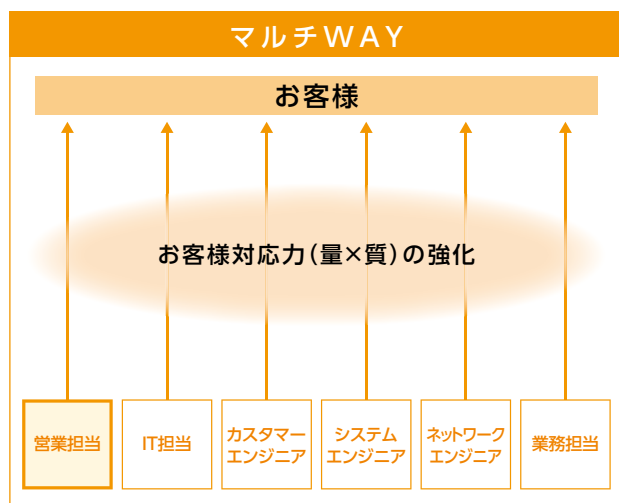 マルチWAY
お客様
お客様対応力(量×質)の強化
営業担当
IT担当
カスタマー
エンジニア
システム
エンジニア
ネットワーク
エンジニア
業務担当